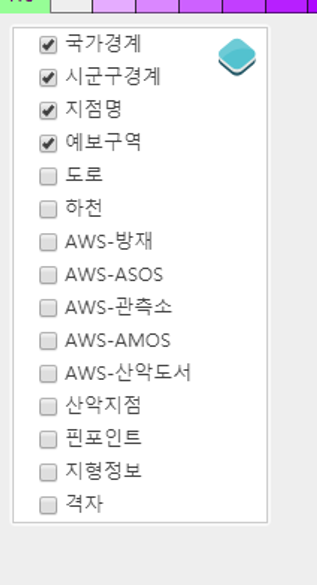 국가경계
시군구경계
지점명
예보구역
도로
하천
AWS-방재
AWS-ASOS
AWS-관측소
AWS-AMOS
AWS-산악도서
산악지점
핀포인트
지형정보
격자